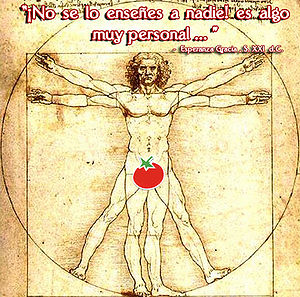 "¡No se lo enseñes a nadie! es algo
muy personal ... "
- Esperanza Gracia . S. XXI. d.C.